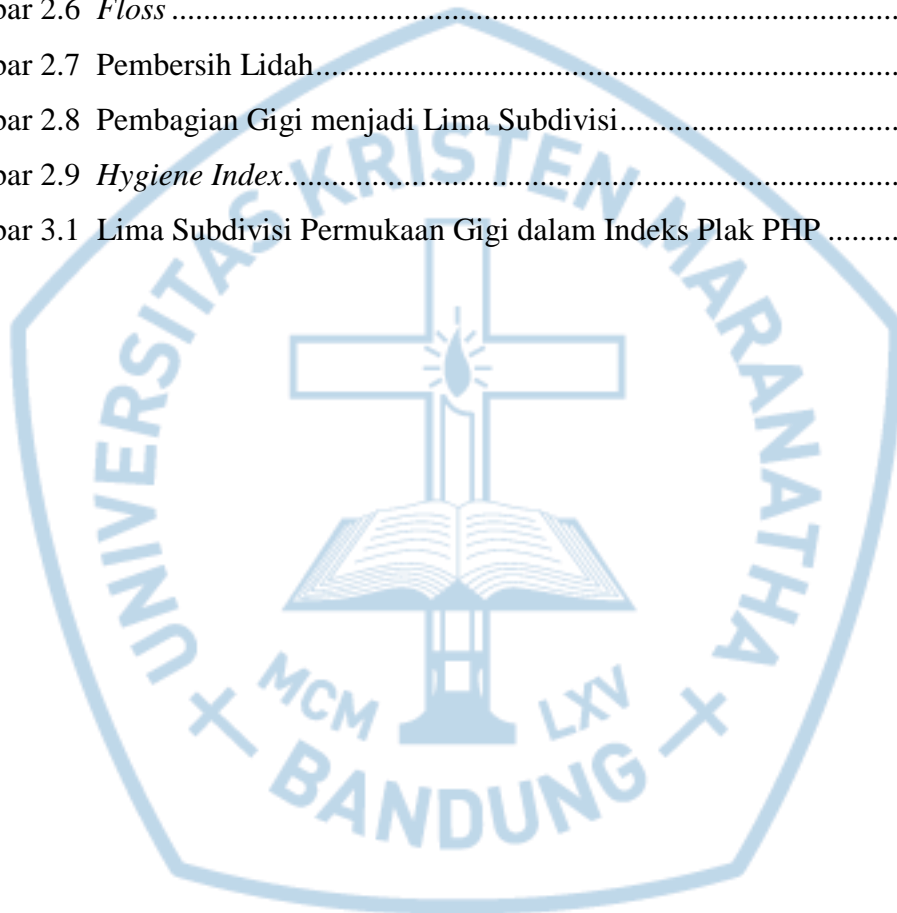 bar 2.6 Floss ....................................................................................
bar 2.7 Pembersih Lidah....................................................................
bar 2.8 Pembagian Gigi menjadi Lima Subdivisi................................
bar 2.9 Hygiene Index........................................................................
bar 3.1 Lima Subdivisi Permukaan Gigi dalam Indeks Plak PHP .........
UNIVERSITAS KRISTEN MARANATHA
MCM LXV
BANDUNG